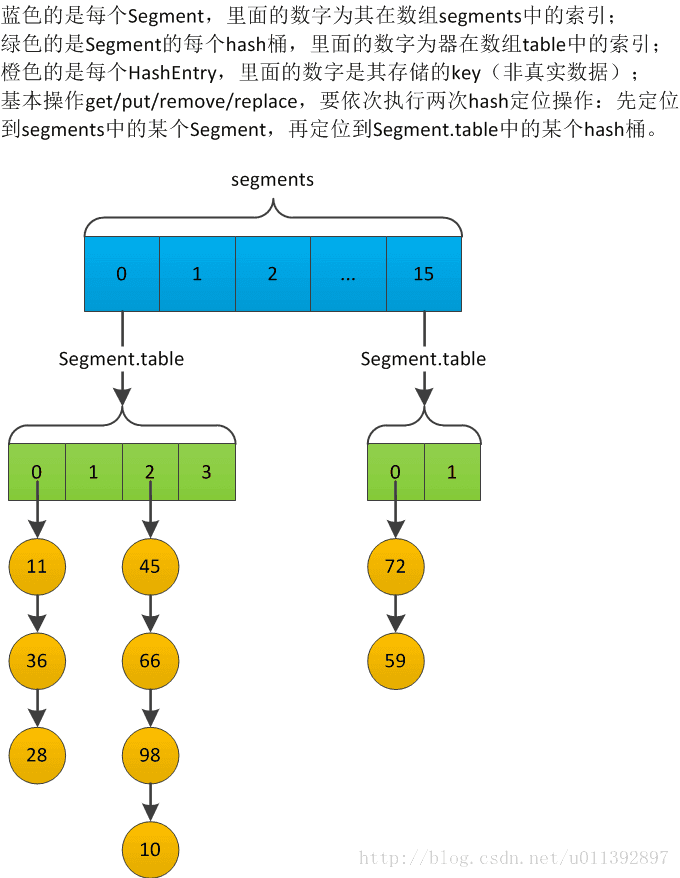 蓝色的是每个Segment，里面的数字为其在数组segments中的索引；
绿色的是Segment的每个hash桶，里面的数字为器在数组table中的索引；
橙色的是每个HashEntry，里面的数字是其存储的key（非真实数据）；
基本操作get/put/remove/replace，要依次执行两次hash定位操作：先定位
到segments中的某个Segment，再定位到Segment.table中的某个hash桶。
segments
0 1 2 ... 15
Segment.table Segment.table
0 1 2 3 0 1
11 45 72
36 66 59
28 98
10
http://blog.csdn.net/u011392897